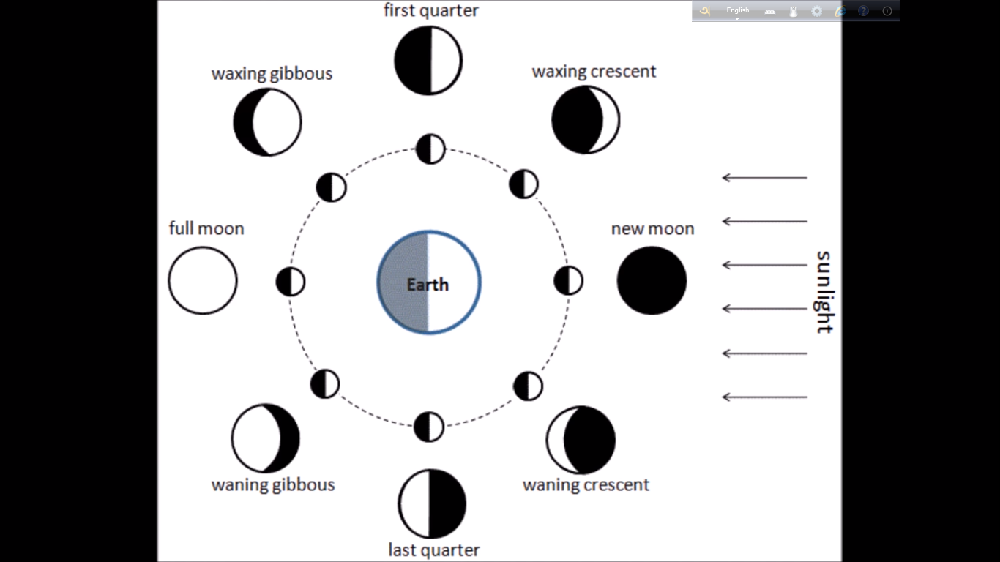 first quarter
English
waxing gibbous
waxing crescent
full moon
new moon
Earth
sunlight
waning gibbous
waning crescent
last quarter